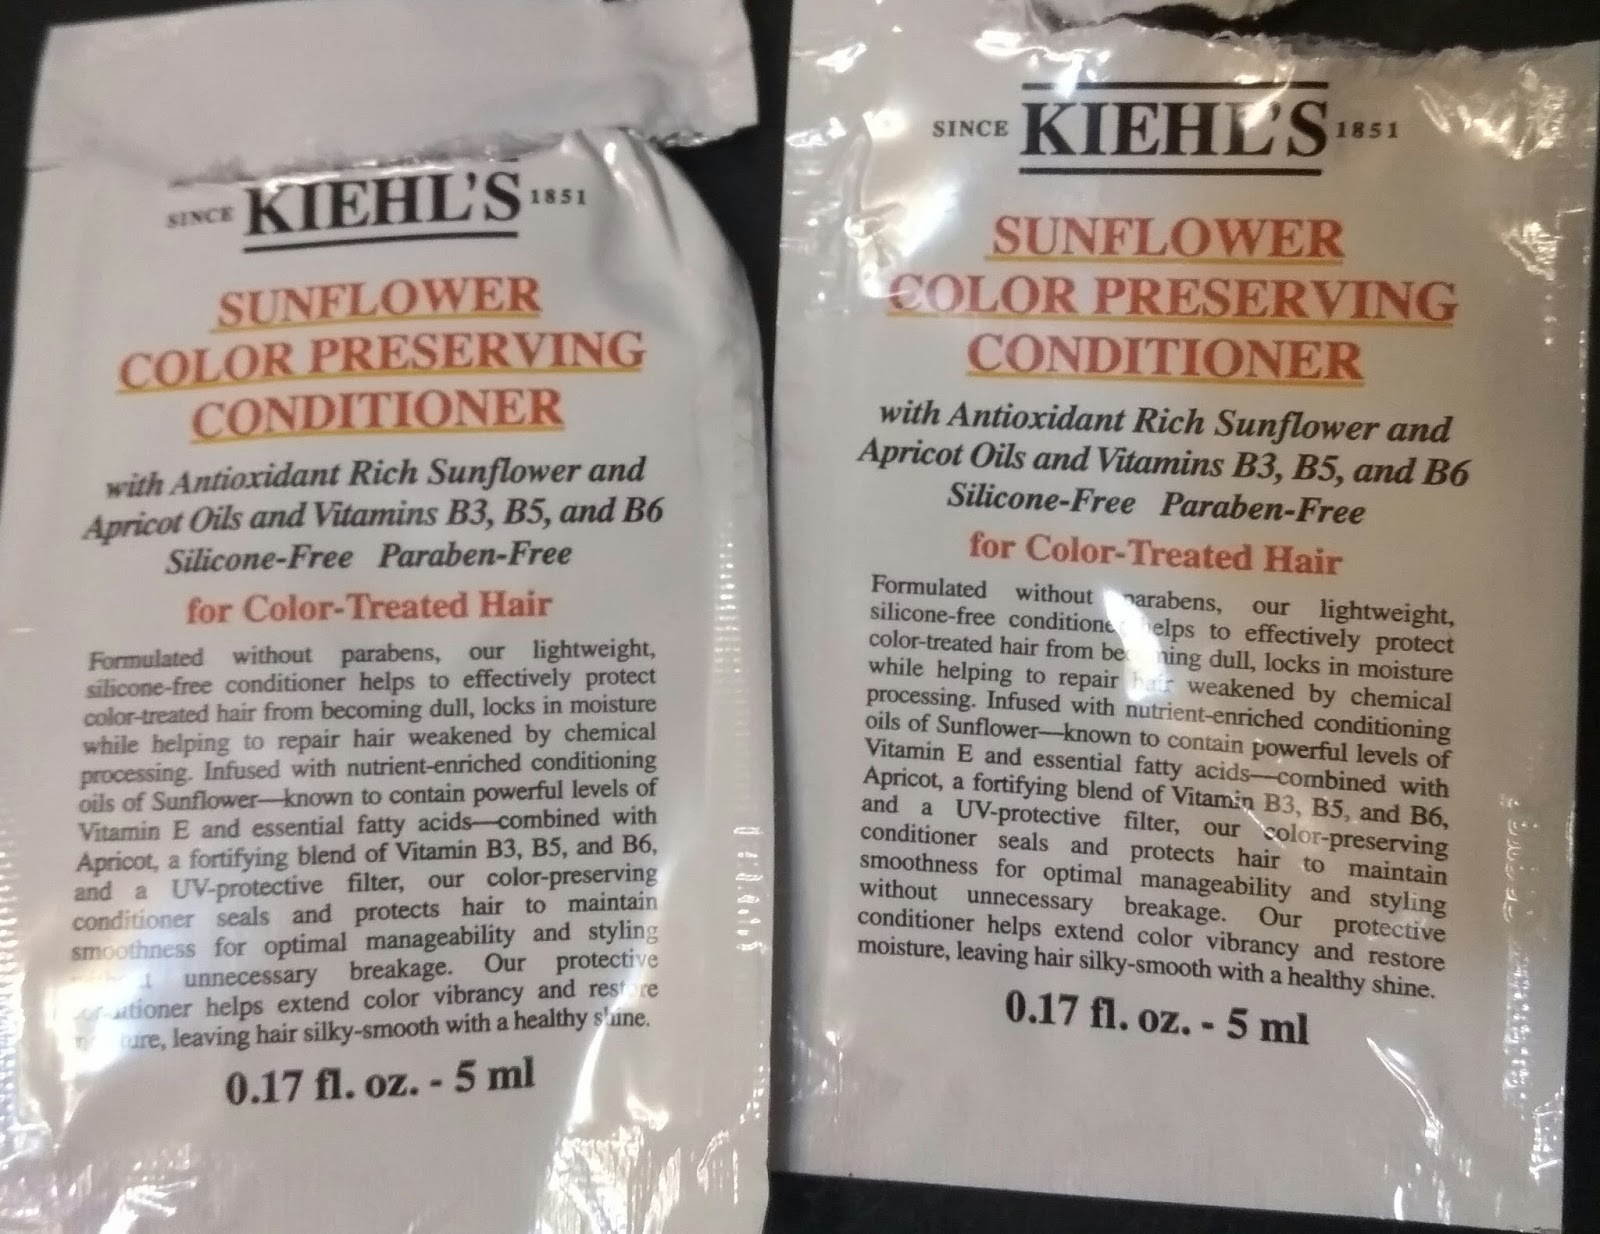 SINCE KIEHL'S 1851
SUNFLOWER
COLOR PRESERVING
CONDITIONER
with Antioxidant Rich Sunflower and
Apricot Oils and Vitamins B3, B5, and B6
Silicone-Free Paraben-Free
for Color-Treated Hair
Formulated without parabens, our lightweight,
silicone-free conditioner helps to effectively protect
color-treated hair from becoming dull, locks in moisture
while helping to repair hair weakened by chemical
processing. Infused with nutrient-enriched conditioning
oils of Sunflower—known to contain powerful levels of
Vitamin E and essential fatty acids—combined with
Apricot, a fortifying blend of Vitamin B3, B5, and B6,
and a UV-protective filter, our color-preserving
conditioner seals and protects hair to maintain
smoothness for optimal manageability and styling
unnecessary breakage. Our protective
conditioner helps extend color vibrancy and restore
moisture, leaving hair silky-smooth with a healthy shine.
0.17 fl. oz. - 5 ml
SINCE KIEHL'S 1851
SUNFLOWER
COLOR PRESERVING
CONDITIONER
with Antioxidant Rich Sunflower and
Apricot Oils and Vitamins B3, B5, and B6
Silicone-Free Paraben-Free
for Color-Treated Hair
Formulated without parabens, our lightweight,
silicone-free conditioner helps to effectively protect
color-treated hair from becoming dull, locks in moisture
while helping to repair hair weakened by chemical
processing. Infused with nutrient-enriched conditioning
oils of Sunflower—known to contain powerful levels of
Vitamin E and essential fatty acids—combined with
Apricot, a fortifying blend of Vitamin B3, B5, and B6,
and a UV-protective filter, our color-preserving
conditioner seals and protects hair to maintain
smoothness for optimal manageability and styling
without unnecessary breakage. Our protective
conditioner helps extend color vibrancy and restore
moisture, leaving hair silky-smooth with a healthy shine.
0.17 fl. oz. - 5 ml